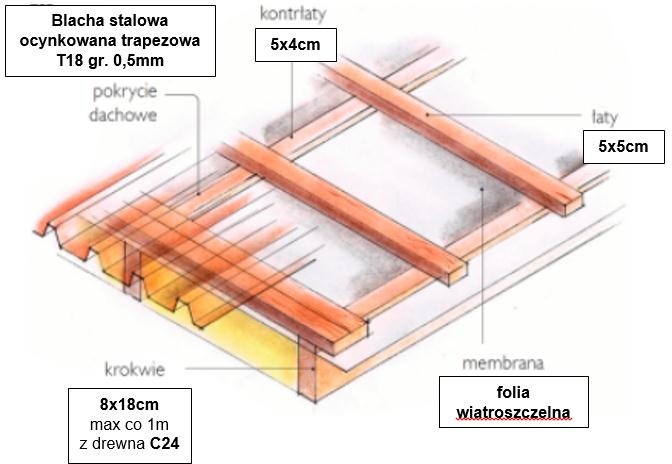 Blacha stalowa
ocynkowana trapezowa
T18 gr. 0,5mm
kontrłaty
5x4cm
pokrycie
dachowe
łaty
5x5cm
krokwie
8x18cm
max co 1m
z drewna C24
membrana
folia
wiatroszczelna